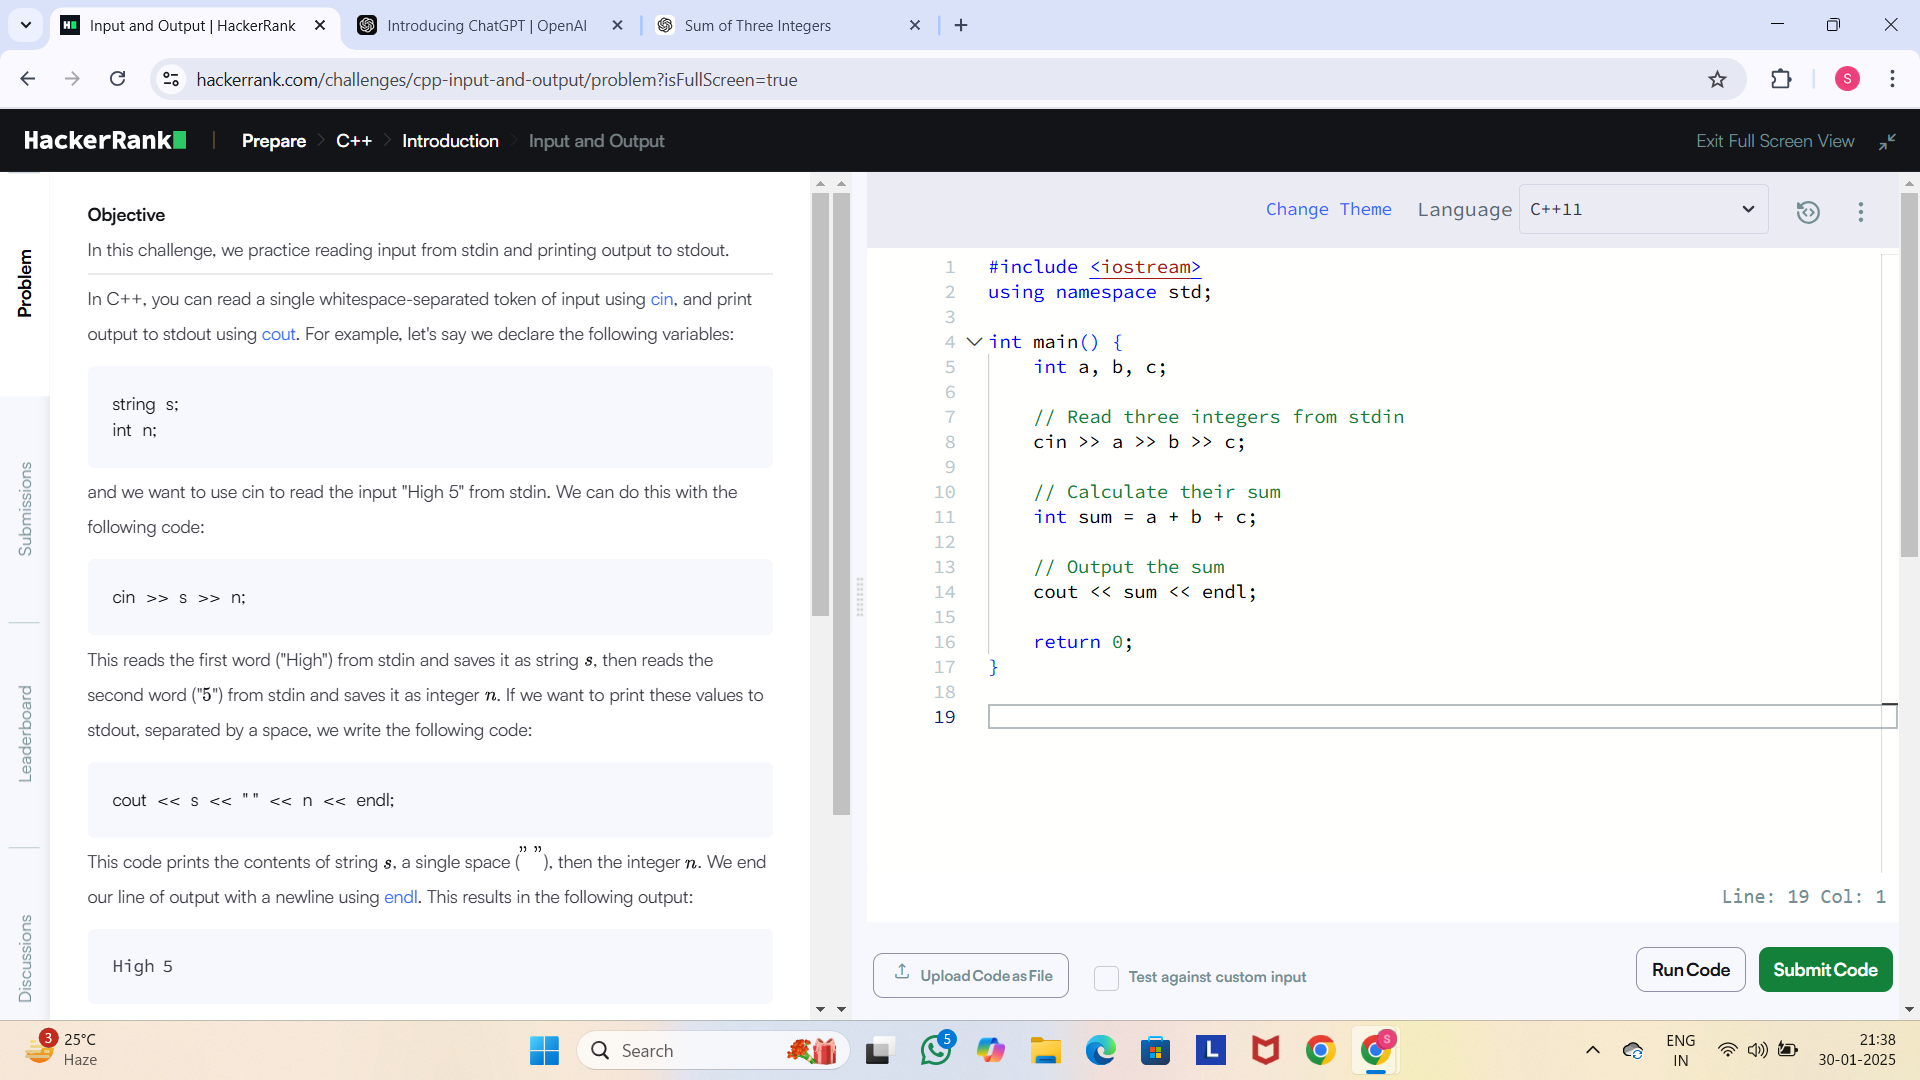 Input and Output | HackerRank
Introducing ChatGPT | OpenAI
Sum of Three Integers
hackerrank.com/challenges/cpp-input-and-output/problem?isFullScreen=true
S
HackerRank
Prepare
C++
Introduction
Input and Output
Exit Full Screen View
Problem
Submissions
Leaderboard
Discussions
Objective
In this challenge, we practice reading input from stdin and printing output to stdout.
In C++, you can read a single whitespace-separated token of input using cin, and print
output to stdout using cout. For example, let's say we declare the following variables:
string s;
int n;
and we want to use cin to read the input "High 5" from stdin. We can do this with the
following code:
cin >> s >> n;
This reads the first word ("High") from stdin and saves it as string s, then reads the
second word ("5") from stdin and saves it as integer n. If we want to print these values to
stdout, separated by a space, we write the following code:
cout << s << " " << n << endl;
This code prints the contents of string s, a single space (" "), then the integer n. We end
our line of output with a newline using endl. This results in the following output:
High 5
Change Theme
Language
C++11
1 #include <iostream>
2 using namespace std;
3
4 int main() {
5 int a, b, c;
6
7 // Read three integers from stdin
8 cin >> a >> b >> c;
9
10 // Calculate their sum
11 int sum = a + b + c;
12
13 // Output the sum
14 cout << sum << endl;
15
16 return 0;
17 }
18
19
Line: 19 Col: 1
Upload Code as File
Test against custom input
Run Code
Submit Code
3
25°C
Haze
Search
5
L
S
ENG
IN
21:38
30-01-2025